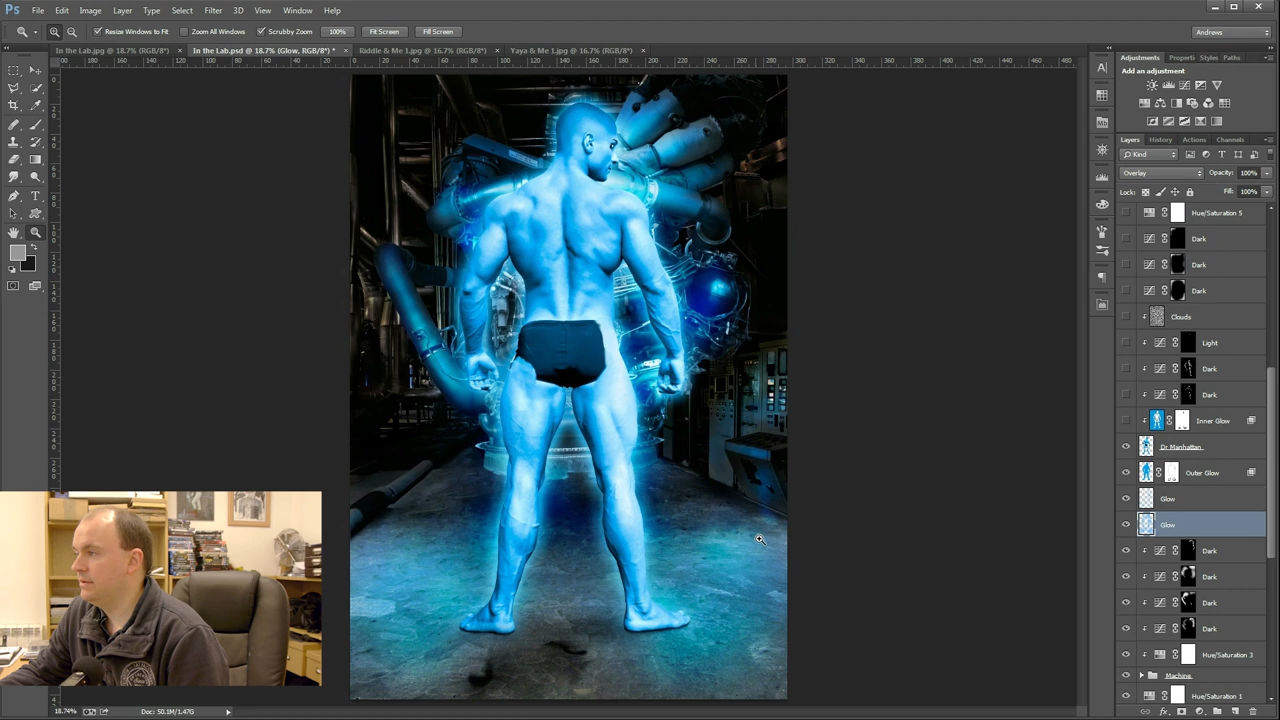 Ps File Edit Image Layer Type Select Filter 3D View Window Help
Resize Windows to Fit Zoom All Windows Scrubby Zoom 100% Fit Screen Fill Screen Andrews
In the Lab.jpg @ 18.7% (RGB/8*) × In the Lab.psd @ 18.7% (Glow, RGB/8*) * × Riddle & Me 1.jpg @ 16.7% (RGB/8*) × Yaya & Me 1.jpg @ 16.7% (RGB/8*) ×
Adjustments Properti Styles Paths
Add an adjustment
Layers History Actions Channels
Kind
Overlay Opacity: 100%
Lock: Fill: 100%
Hue/Saturation 5
Dark
Dark
Dark
Clouds
Light
Dark
Dark
Inner Glow
Dr Manhattan
Outer Glow
Glow
Glow
Dark
Dark
Dark
Dark
Hue/Saturation 3
Machine
Hue/Saturation 1
18.74% Doc: 50.1M/1.47G